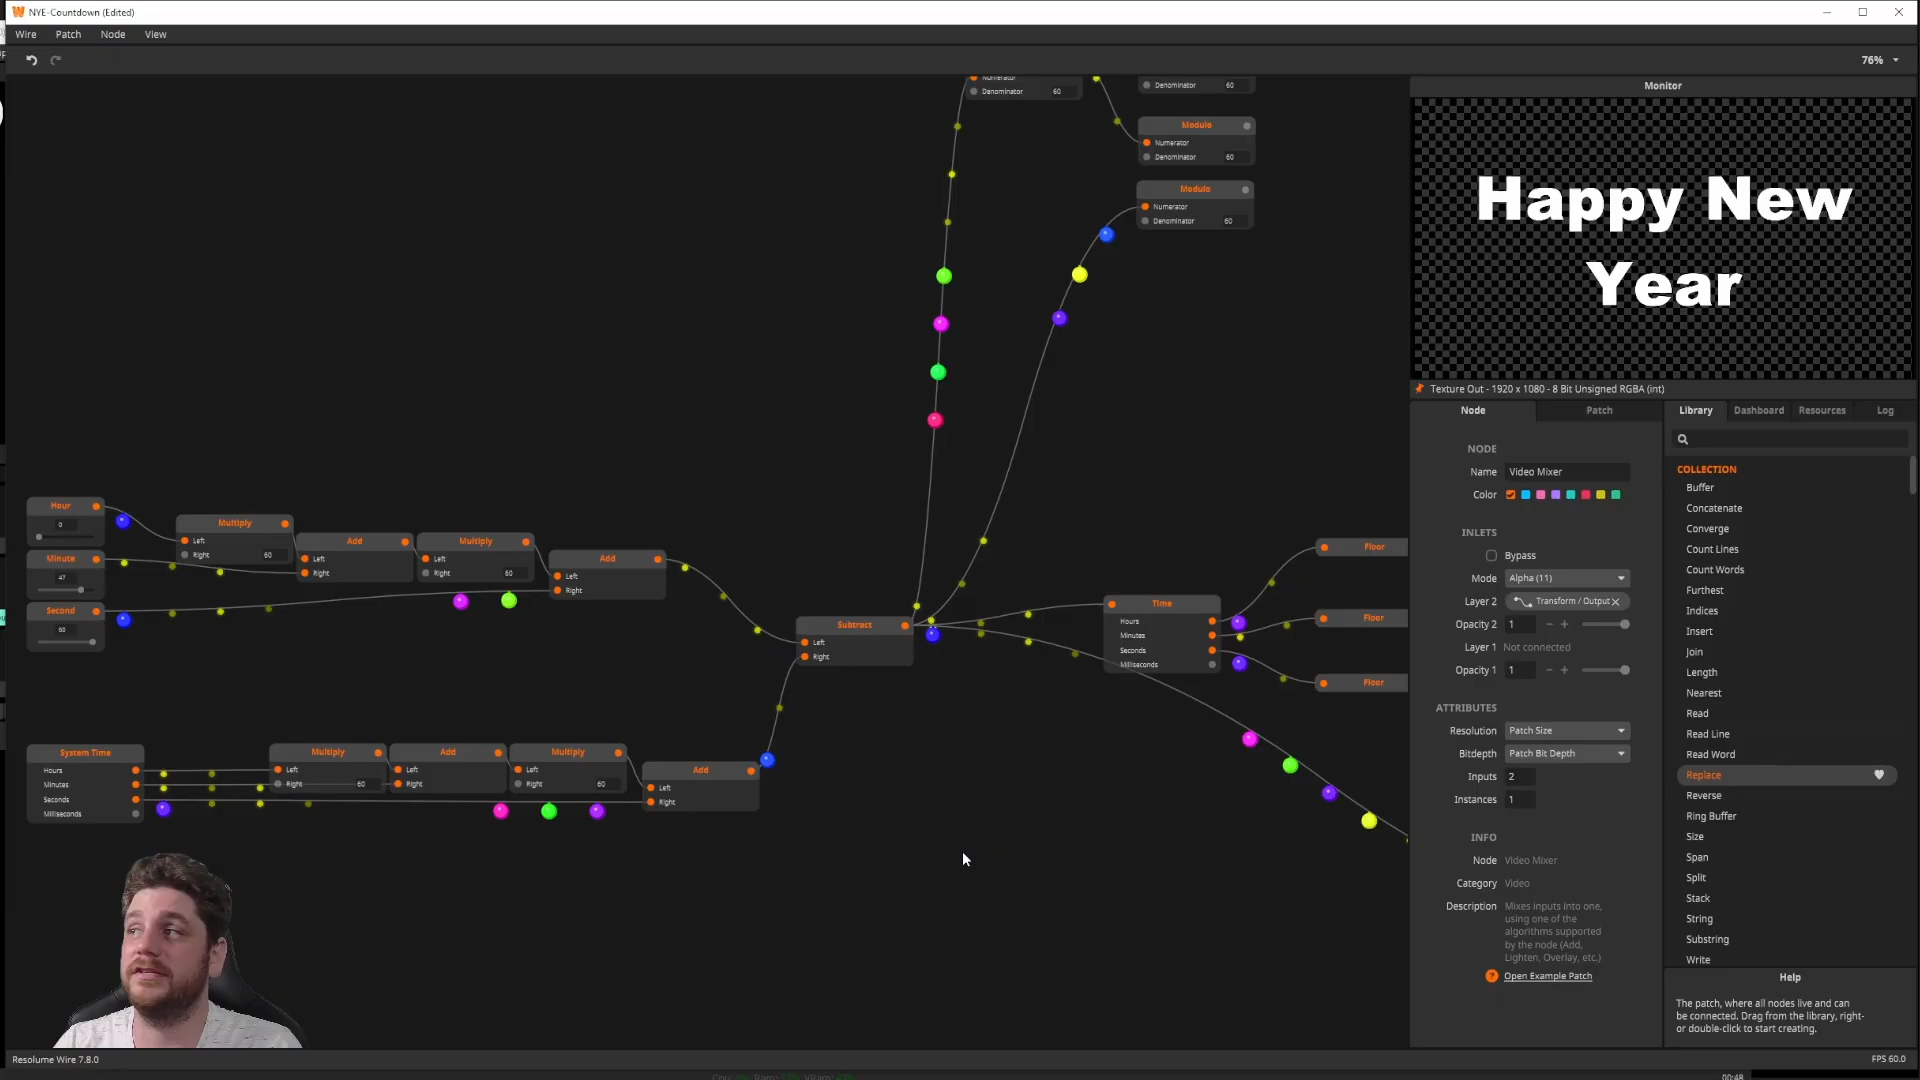 NYE-Countdown (Edited)
Wire Patch Node View
76%
Numerator
Denominator 60
Denominator 60
Modulo
Numerator
Denominator 60
Modulo
Numerator
Denominator 60
Hour
0
Minute
47
Second
60
Multiply
Left
Right 60
Add
Left
Right
Multiply
Left
Right 60
Add
Left
Right
Subtract
Left
Right
Time
Hours
Minutes
Seconds
Milliseconds
Floor
Floor
Floor
System Time
Hours
Minutes
Seconds
Milliseconds
Multiply
Left
Right 60
Add
Left
Right
Multiply
Left
Right 60
Add
Left
Right
Monitor
Happy New
Year
Texture Out - 1920 x 1080 - 8 Bit Unsigned RGBA (int)
Node Patch
NODE
Name Video Mixer
Color
INLETS
Bypass
Mode Alpha (11)
Layer 2 Transform / Output
Opacity 2 1 - +
Layer 1 Not connected
Opacity 1 1 - +
ATTRIBUTES
Resolution Patch Size
Bitdepth Patch Bit Depth
Inputs 2
Instances 1
INFO
Node Video Mixer
Category Video
Description Mixes inputs into one,
using one of the
algorithms supported
by the node (Add,
Lighten, Overlay, etc.)
? Open Example Patch
Library Dashboard Resources Log
COLLECTION
Buffer
Concatenate
Converge
Count Lines
Count Words
Furthest
Indices
Insert
Join
Length
Nearest
Read
Read Line
Read Word
Replace
Reverse
Ring Buffer
Size
Span
Split
Stack
String
Substring
Write
Help
The patch, where all nodes live and can
be connected. Drag from the library, right-
or double-click to start creating.
Resolume Wire 7.8.0
FPS 60.0
00:48